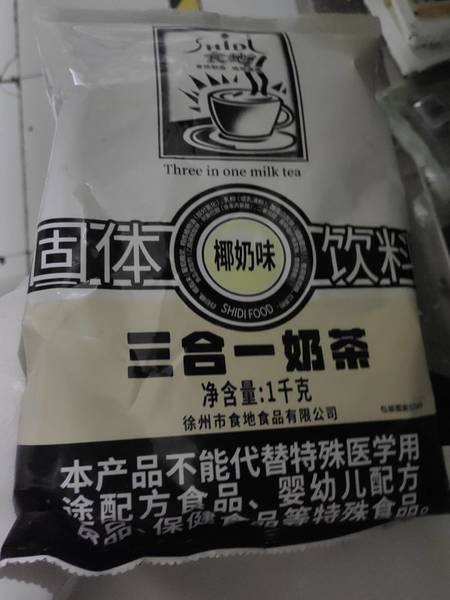 Shidi
食地
Three in one milk tea
固体 椰奶味 饮料
SHIDI FOOD
三合一奶茶
净含量:1千克
徐州市食地食品有限公司
本产品不能代替特殊医学用
途配方食品、婴幼儿配方
食品、保健食品等特殊食品。